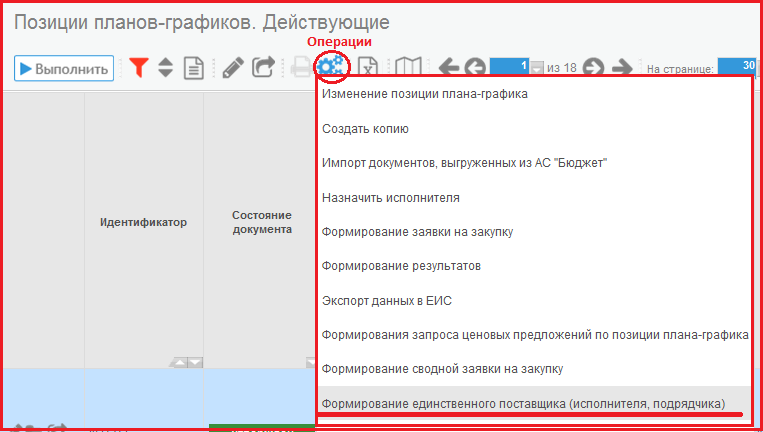 Позиции планов-графиков. Действующие
Операции
Выполнить
1 из 18
На странице: 30
Изменение позиции плана-графика
Создать копию
Импорт документов, выгруженных из АС "Бюджет"
Назначить исполнителя
Формирование заявки на закупку
Формирование результатов
Экспорт данных в ЕИС
Формирования запроса ценовых предложений по позиции плана-графика
Формирование сводной заявки на закупку
Формирование единственного поставщика (исполнителя, подрядчика)
Идентификатор
Состояние
документа